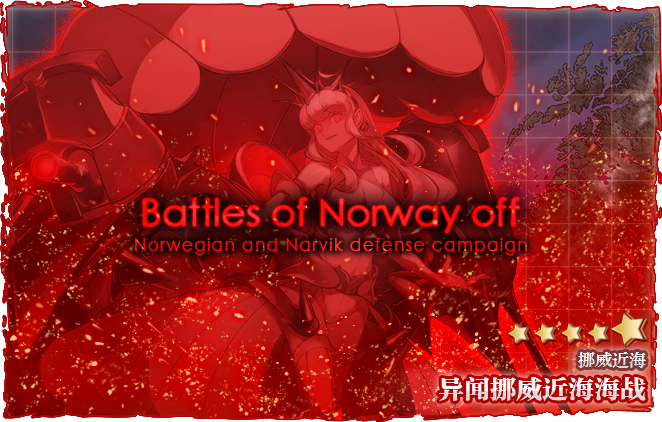 Battles of Norway off
Norwegian and Narvik defense campaign
挪威近海
异闻挪威近海海战